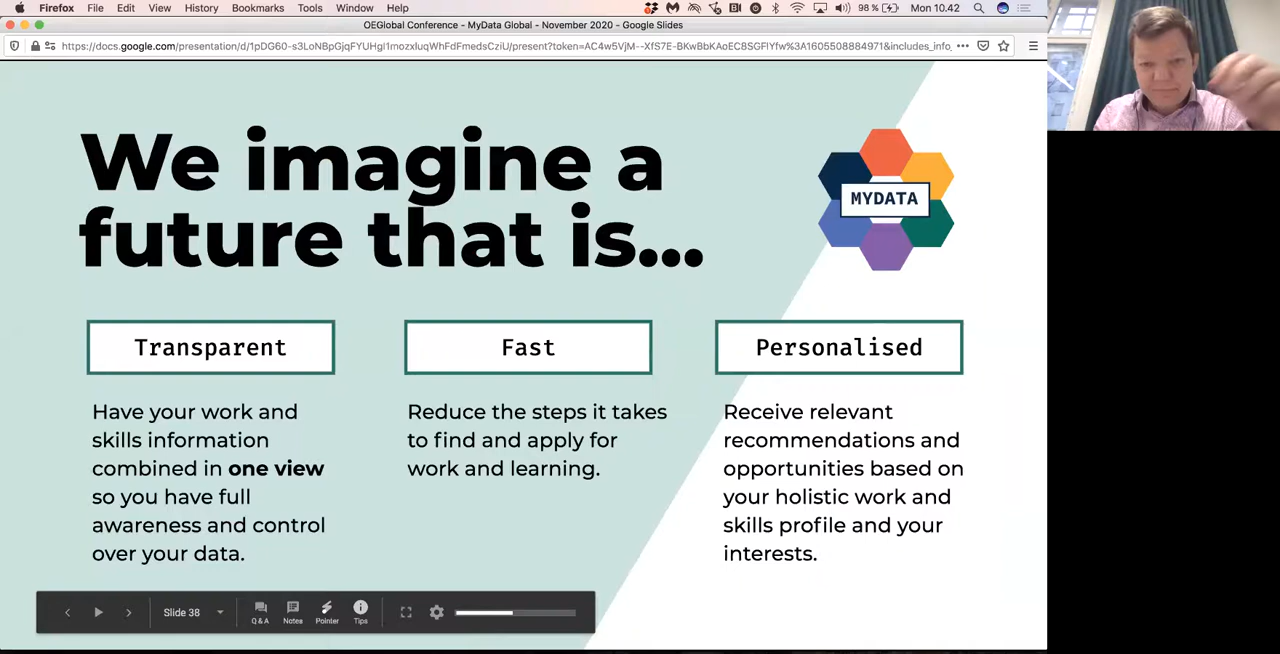 Firefox File Edit View History Bookmarks Tools Window Help 98 % Mon 10.42
OEGlobal Conference - MyData Global - November 2020 - Google Slides
We imagine a
future that is...
MYDATA
Transparent
Have your work and
skills information
combined in one view
so you have full
awareness and control
over your data.
Fast
Reduce the steps it takes
to find and apply for
work and learning.
Personalised
Receive relevant
recommendations and
opportunities based on
your holistic work and
skills profile and your
interests.
Slide 38 Q & A Notes Pointer Tips